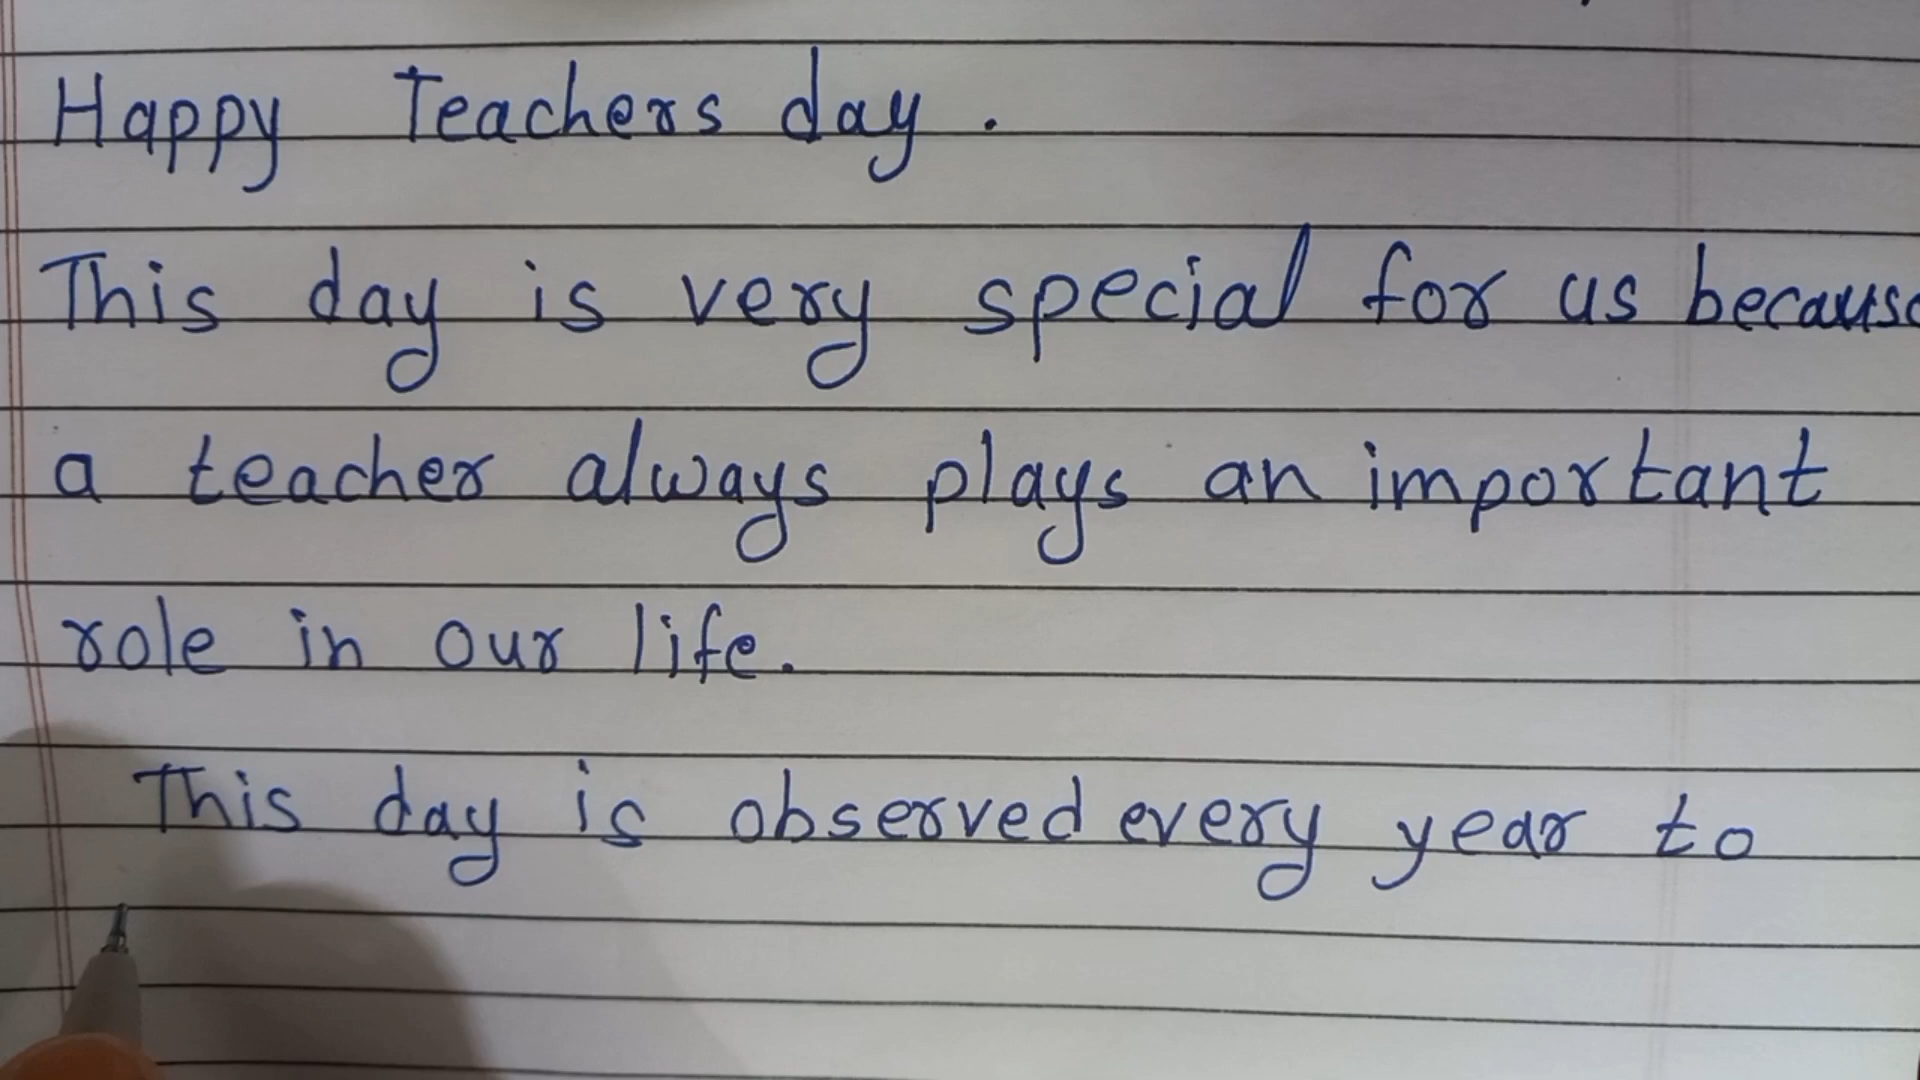 Happy Teachers day.
This day is very special for us because
a teacher always plays an important
role in our life.
This day is observed every year to